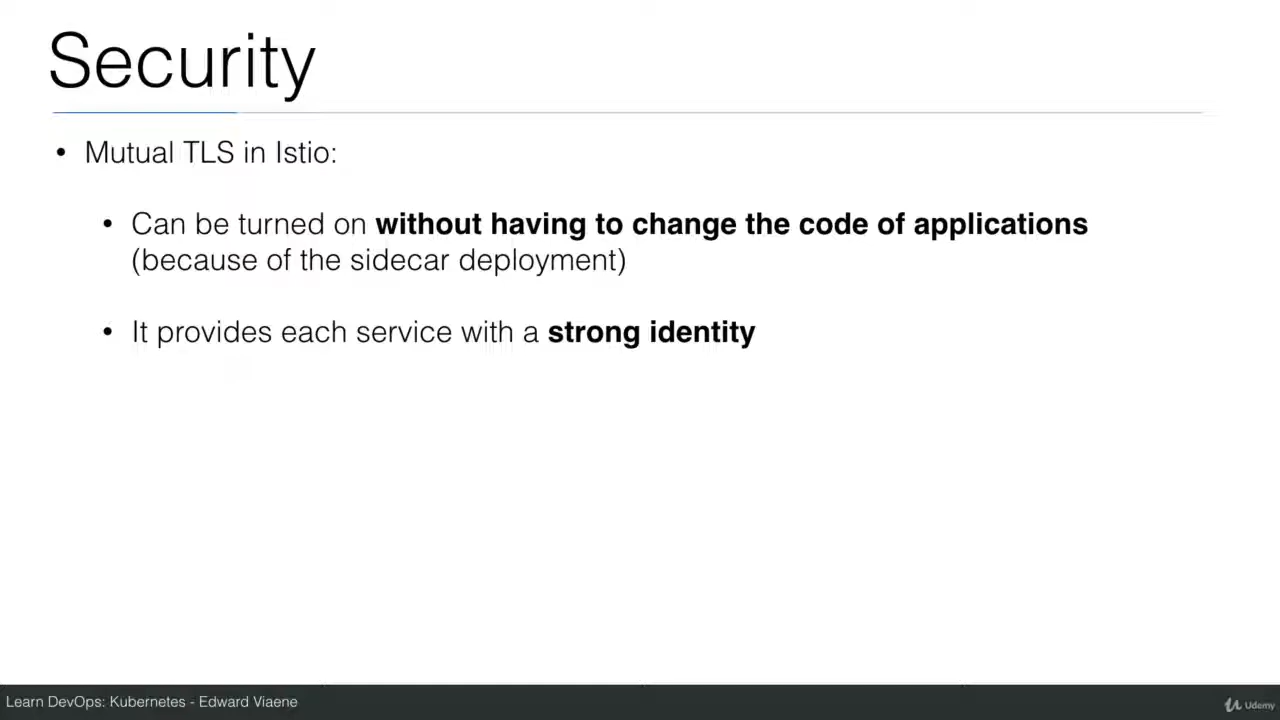 Security
• Mutual TLS in Istio:
• Can be turned on without having to change the code of applications
(because of the sidecar deployment)
• It provides each service with a strong identity
Learn DevOps: Kubernetes - Edward Viaene
Udemy